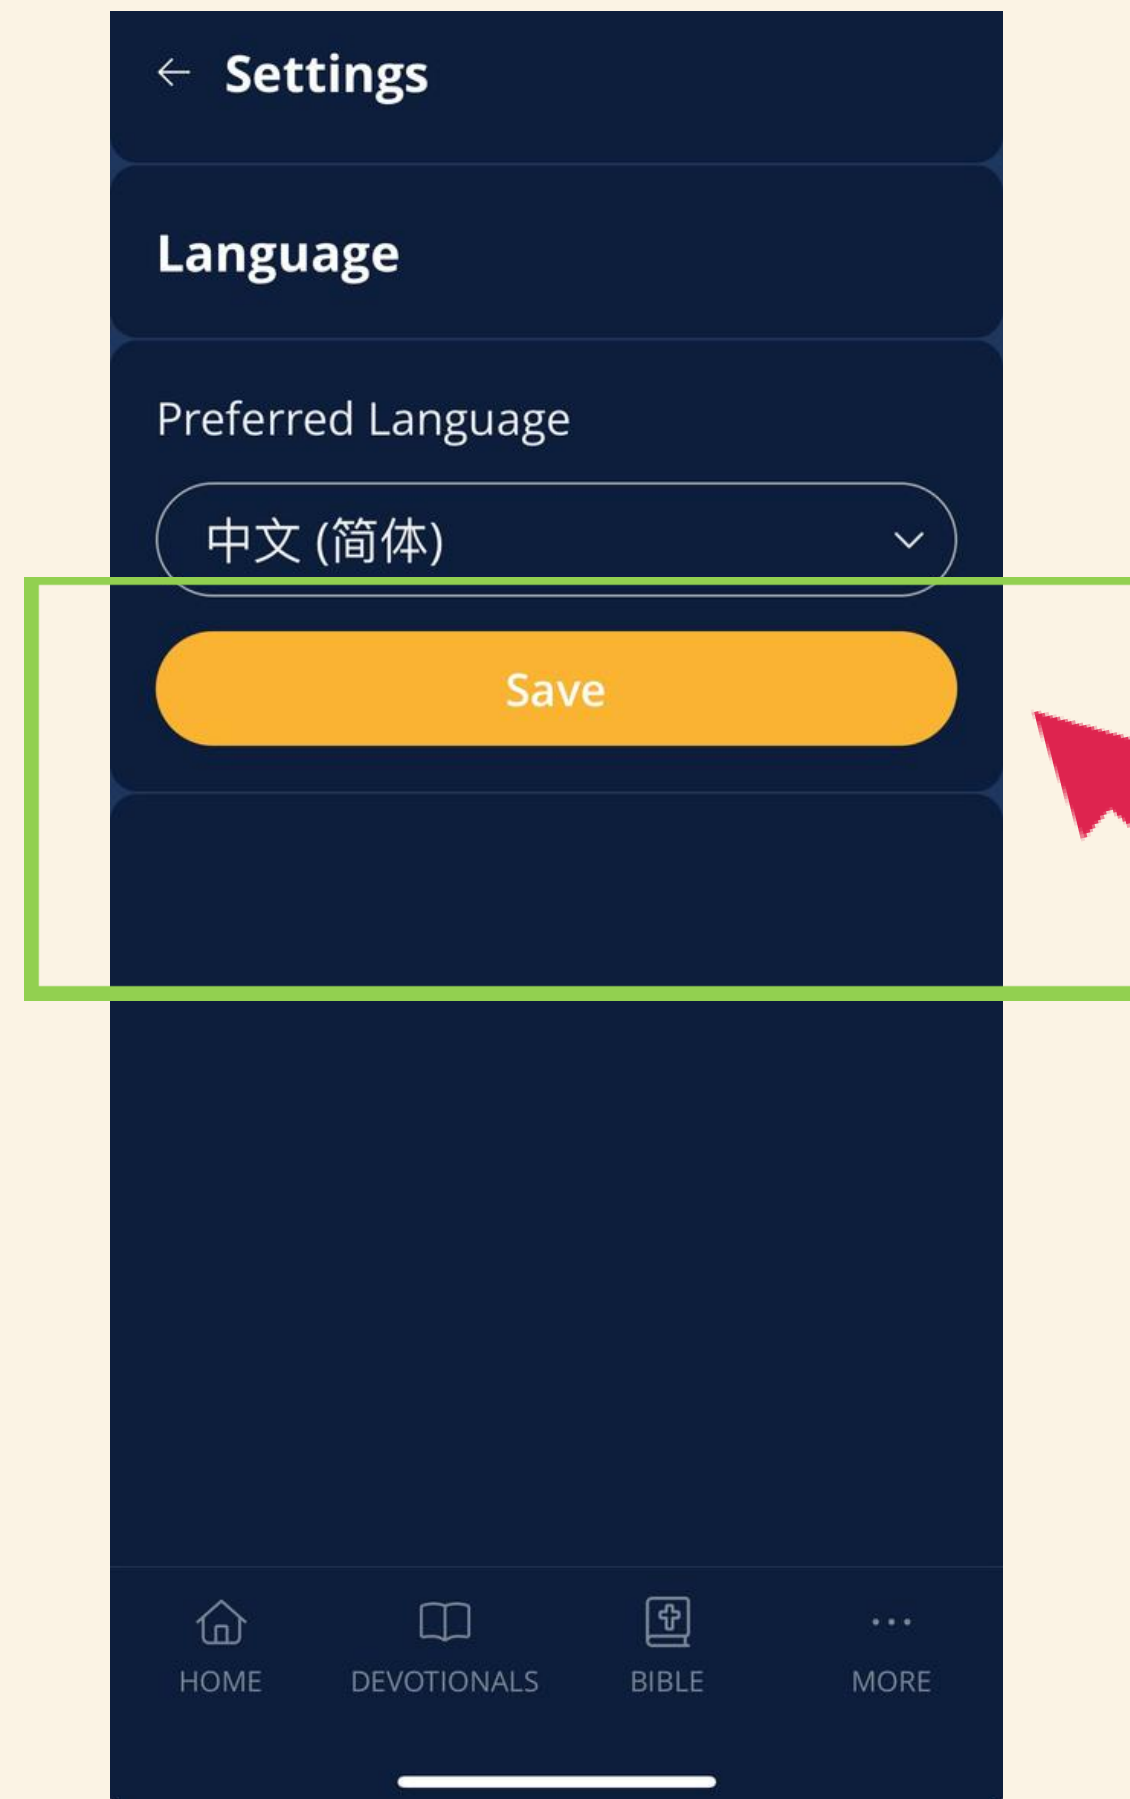 Settings
Language
Preferred Language
中文 (简体)
Save
HOME DEVOTIONALS BIBLE MORE